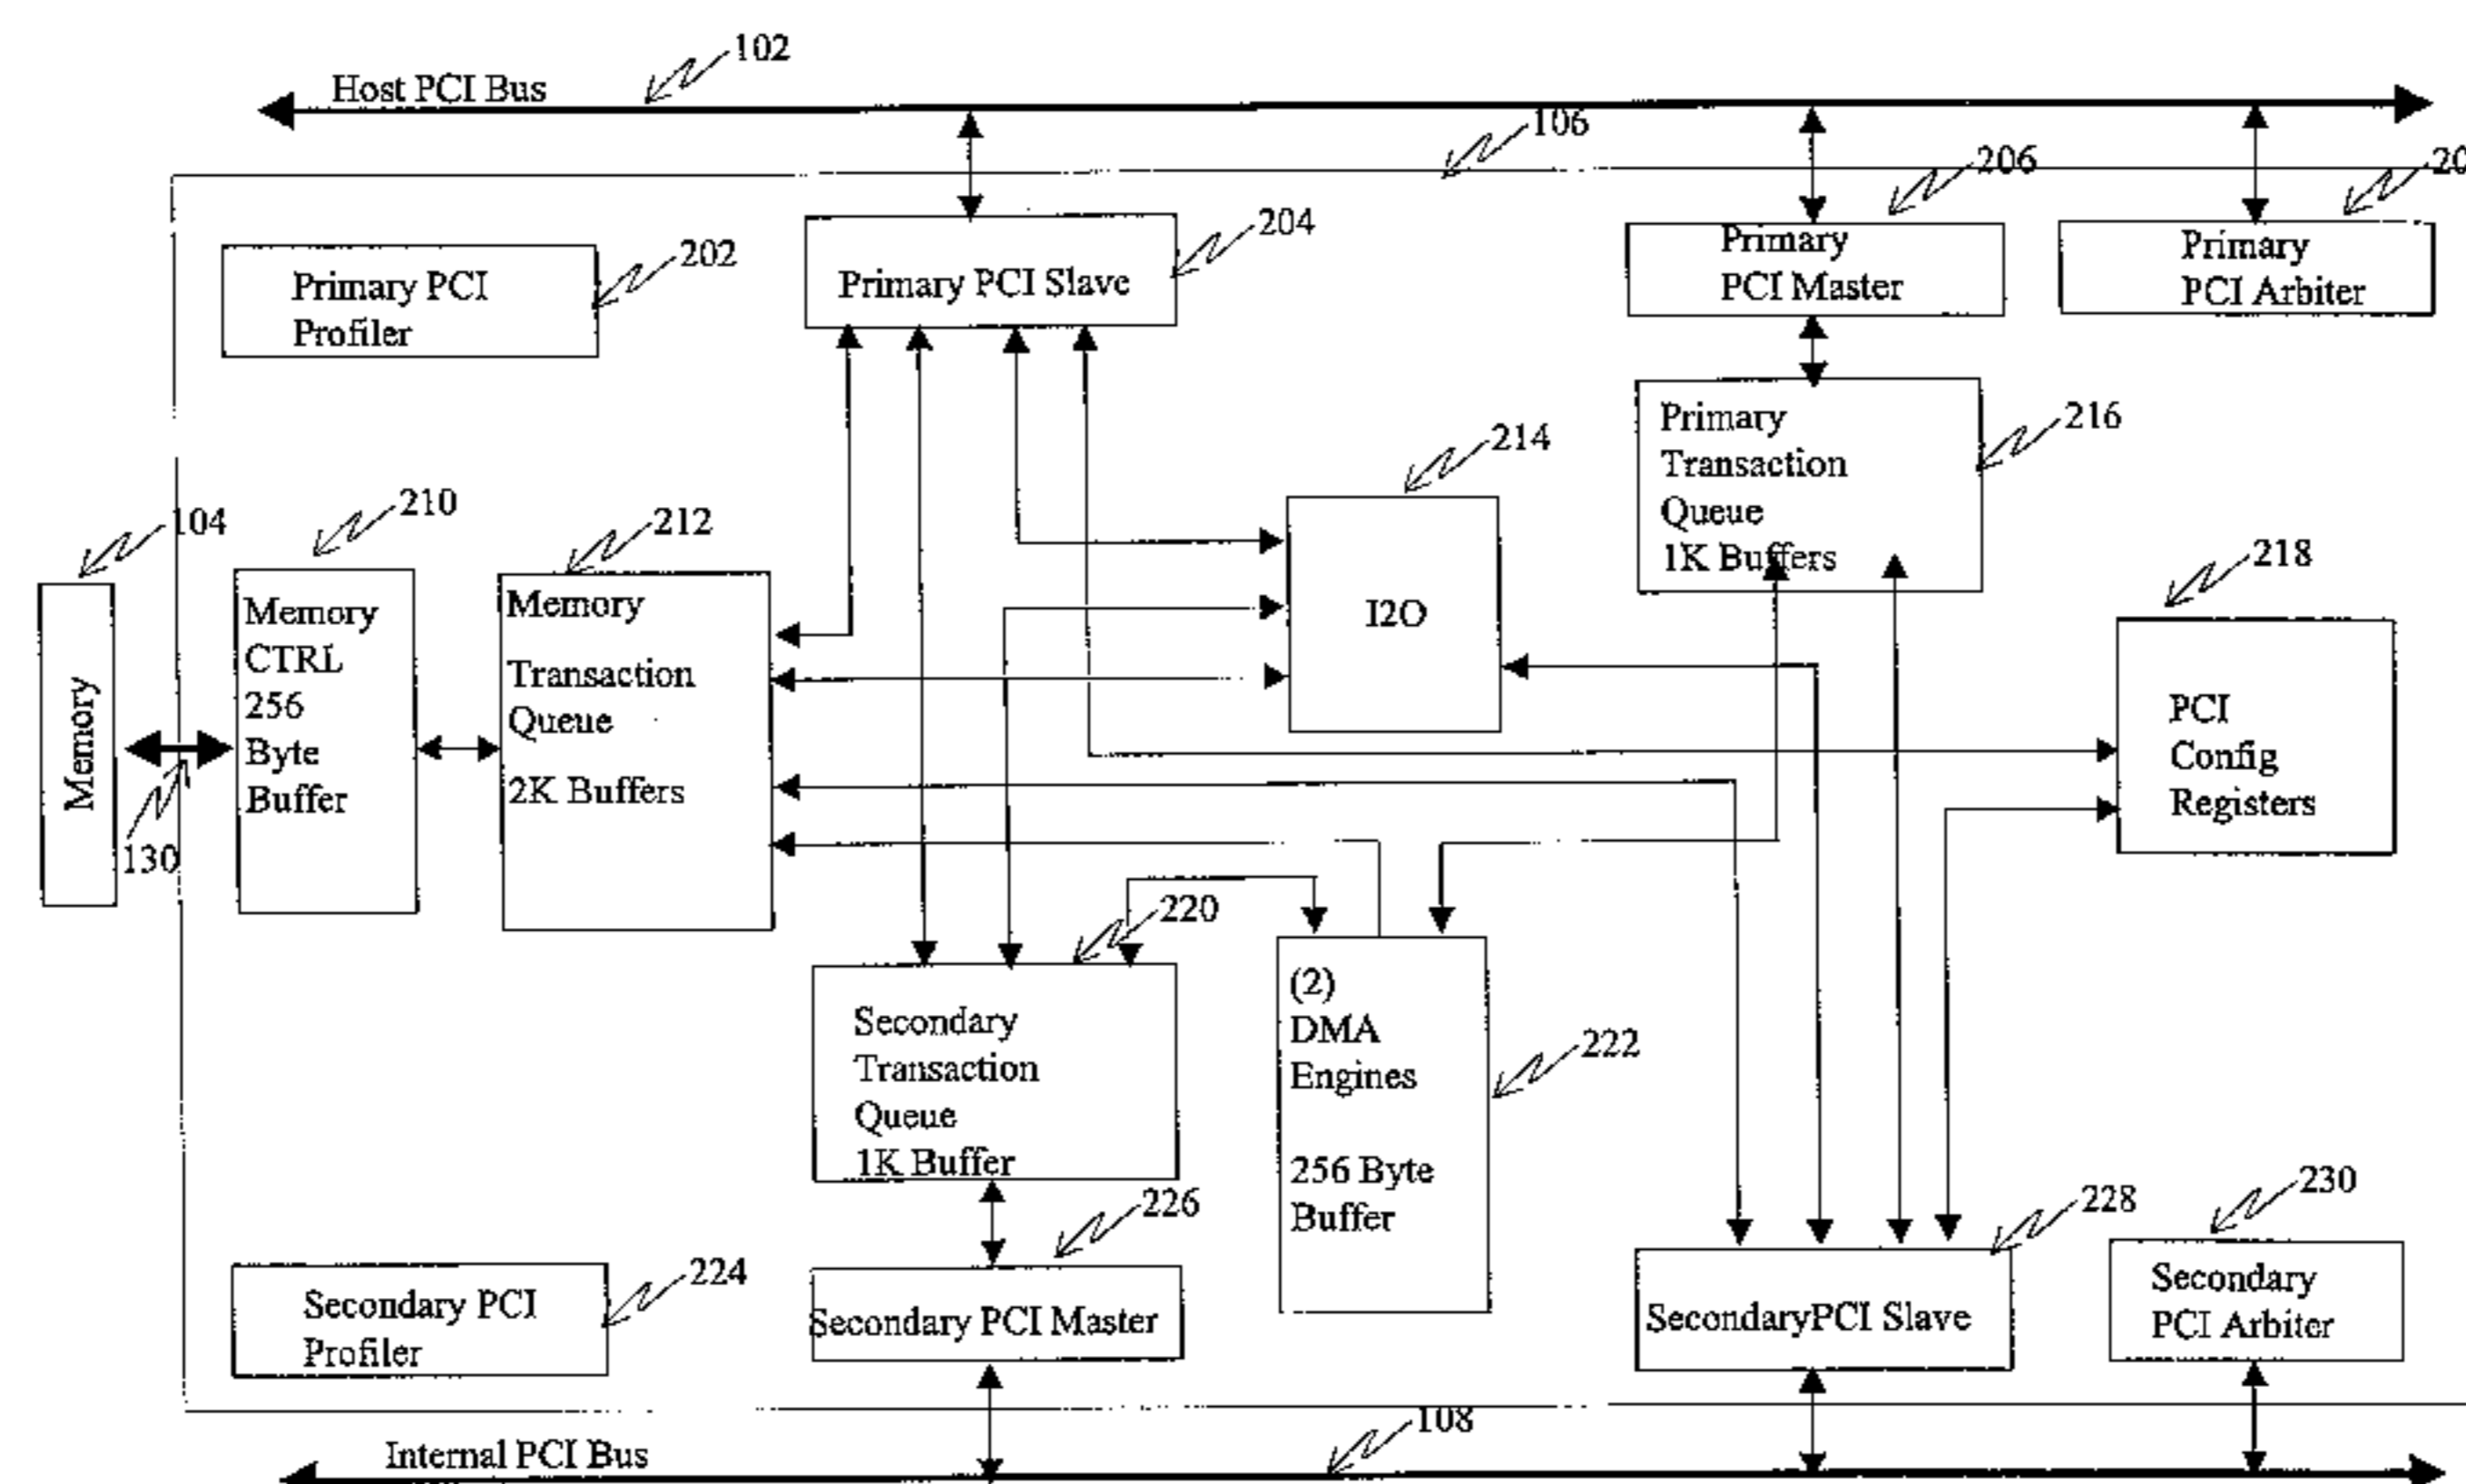 102
Host PCI Bus
106
206
204
202
Primary PCI
Profiler
Primary PCI Slave
Primary
PCI Master
Primary
PCI Arbiter
216
Primary
Transaction
Queue
1K Buffers
214
I2O
210
212
104
218
Memory
Memory
CTRL
256
Byte
Buffer
Memory
Transaction
Queue
2K Buffers
PCI
Config
Registers
130
220
Secondary
Transaction
Queue
1K Buffer
(2)
DMA
Engines
256 Byte
Buffer
222
226
228
230
224
Secondary PCI
Profiler
Secondary PCI Master
SecondaryPCI Slave
Secondary
PCI Arbiter
108
Internal PCI Bus